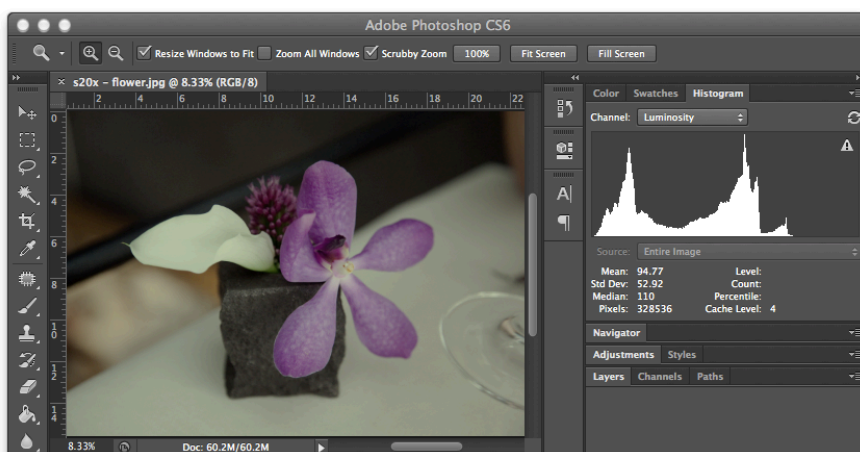 Adobe Photoshop CS6
Resize Windows to Fit Zoom All Windows Scrubby Zoom 100% Fit Screen Fill Screen
× s20x – flower.jpg @ 8.33% (RGB/8)
2 4 6 8 10 12 14 16 18 20 22
0
2
4
6
8
10
12
14
Color Swatches Histogram
Channel: Luminosity
Source: Entire Image
Mean: 94.77 Level:
Std Dev: 52.92 Count:
Median: 110 Percentile:
Pixels: 328536 Cache Level: 4
Navigator
Adjustments Styles
Layers Channels Paths
8.33% Doc: 60.2M/60.2M